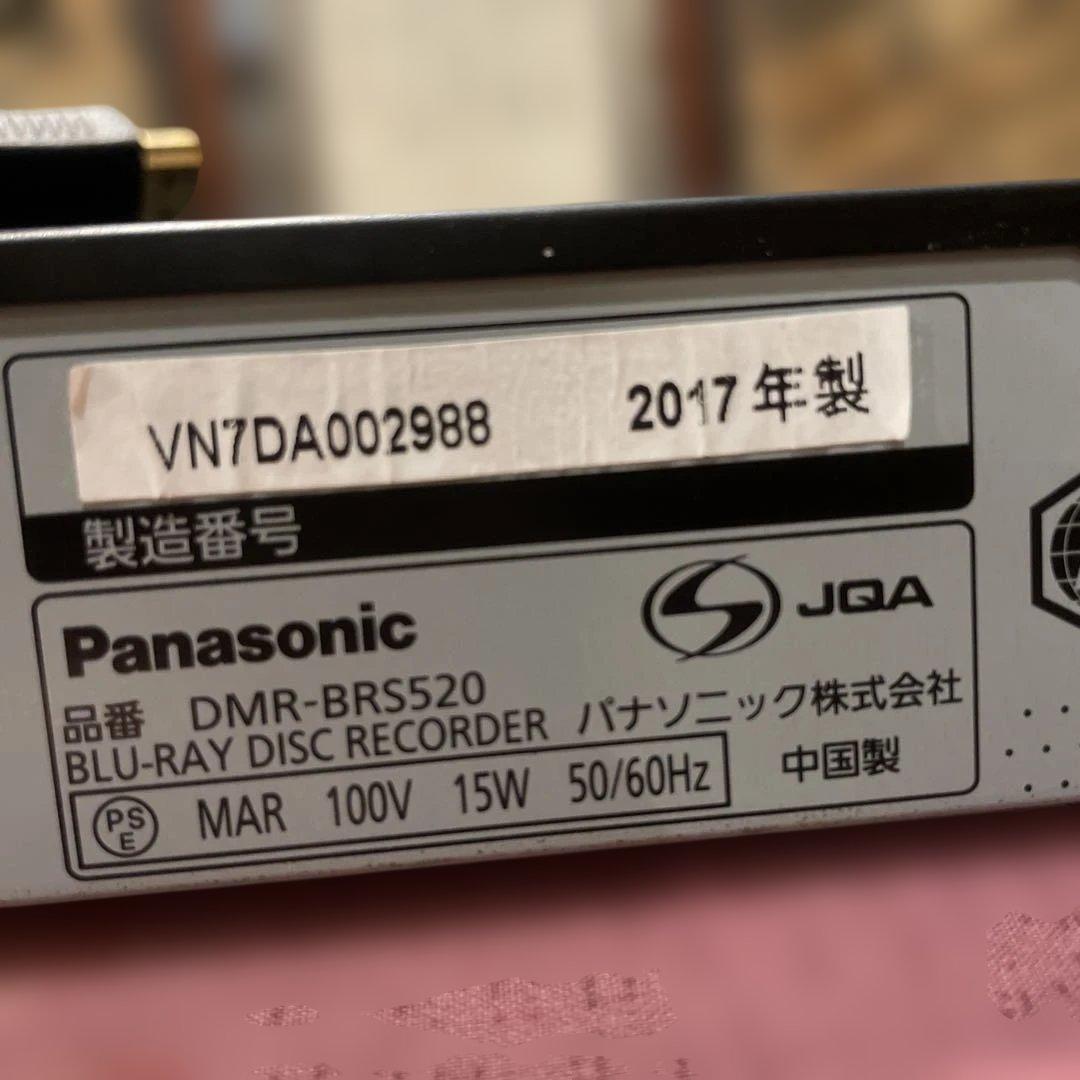 VN7DA002988 2017年製
製造番号
Panasonic
JQA
品番 DMR-BRS520
BLU-RAY DISC RECORDER パナソニック株式会社
PSE MAR 100V 15W 50/60Hz 中国製